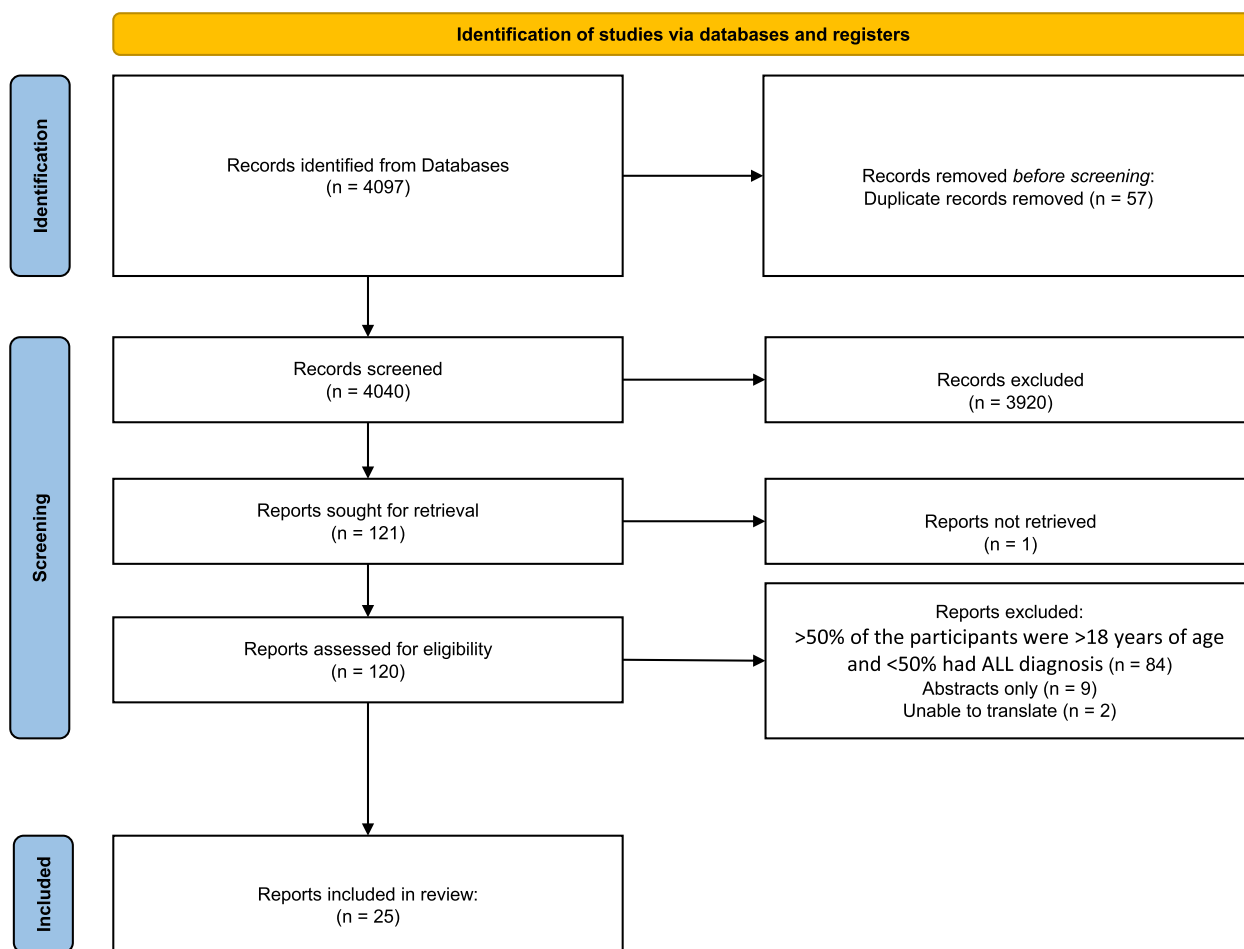 Identification of studies via databases and registers
Identification
Records identified from Databases
(n = 4097)
Records removed before screening:
Duplicate records removed (n = 57)
Screening
Records screened
(n = 4040)
Records excluded
(n = 3920)
Reports sought for retrieval
(n = 121)
Reports not retrieved
(n = 1)
Reports assessed for eligibility
(n = 120)
Reports excluded:
>50% of the participants were >18 years of age
and <50% had ALL diagnosis (n = 84)
Abstracts only (n = 9)
Unable to translate (n = 2)
Included
Reports included in review:
(n = 25)